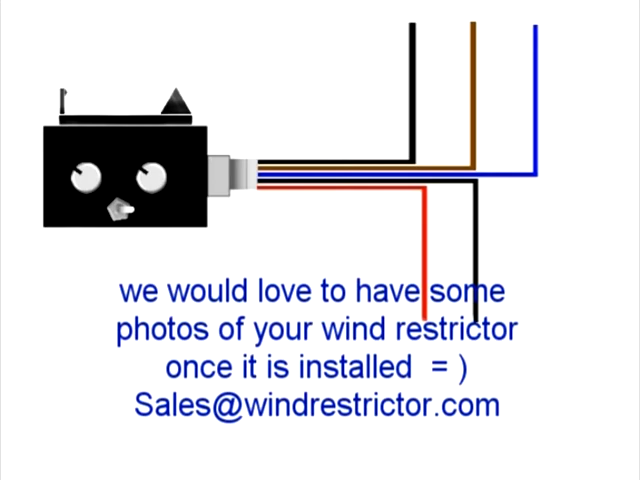 we would love to have some
photos of your wind restrictor
once it is installed = )
Sales@windrestrictor.com